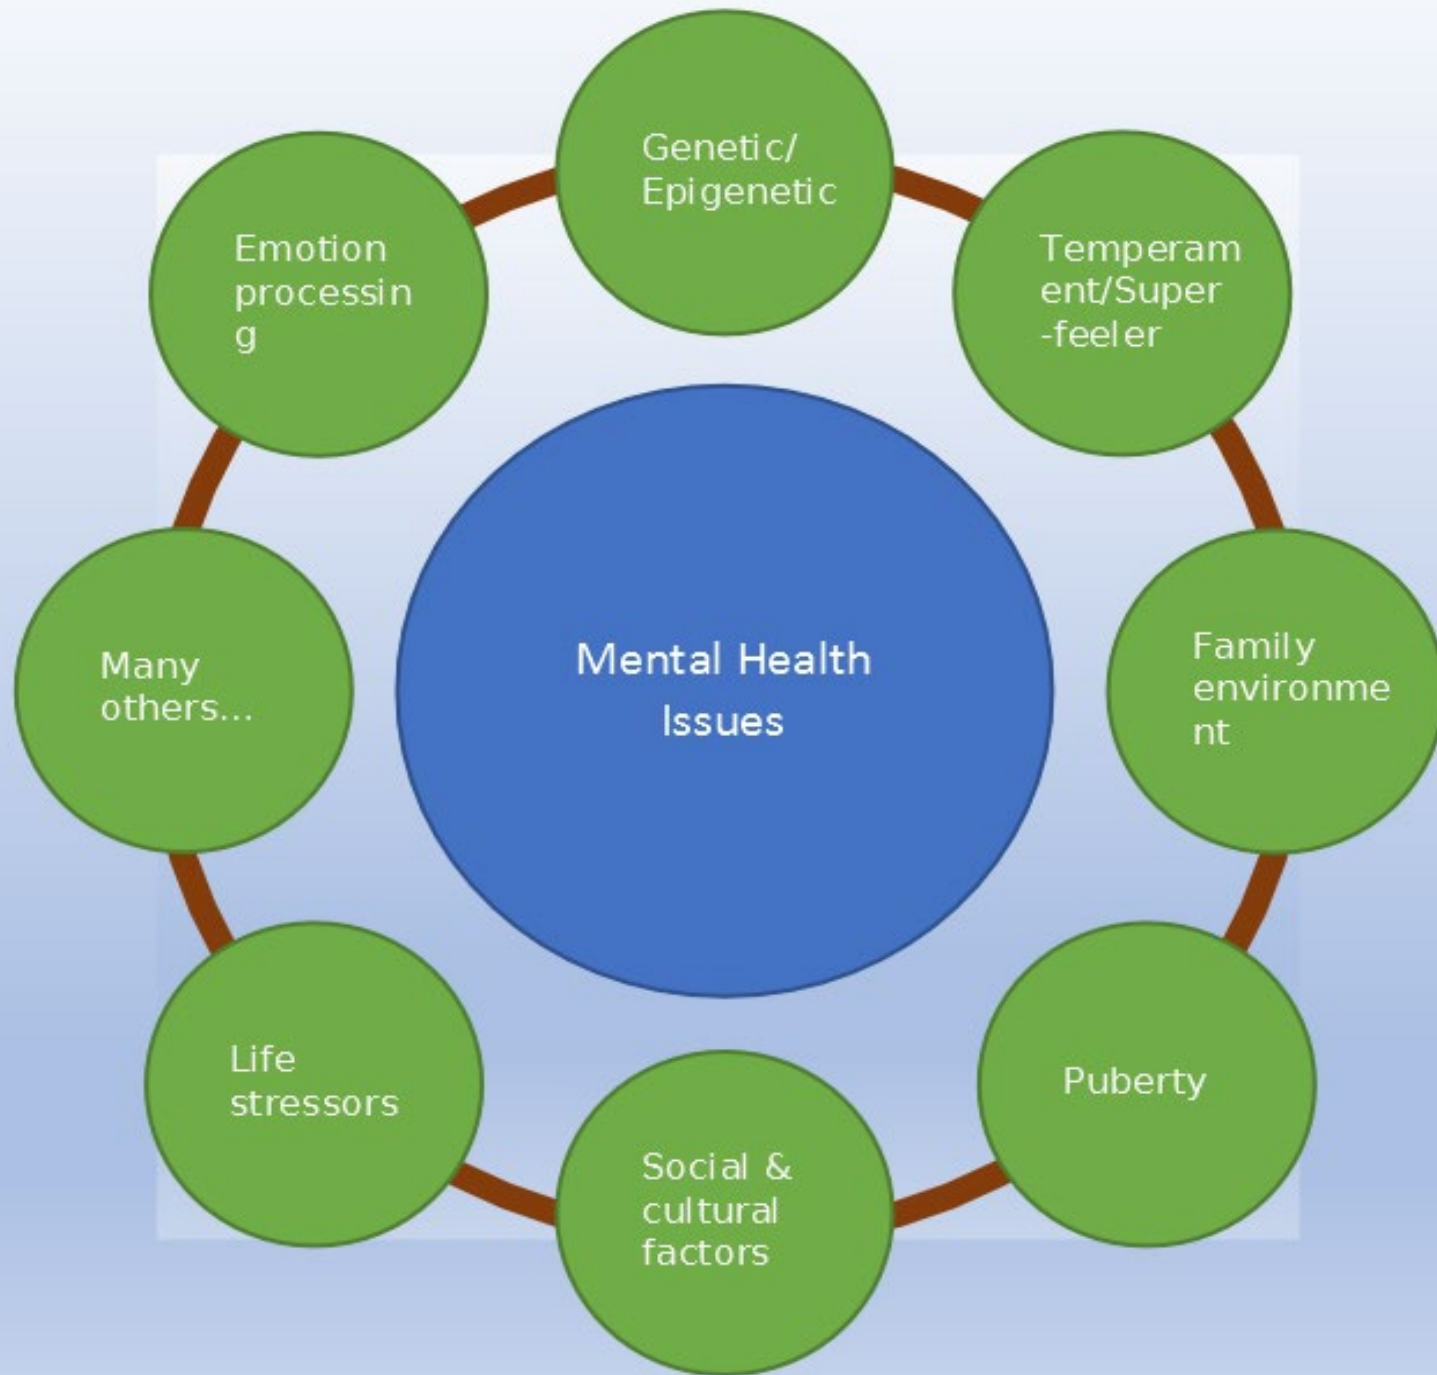 Genetic/
Epigenetic
Temperam
ent/Super
-feeler
Family
environme
nt
Puberty
Social &
cultural
factors
Life
stressors
Many
others...
Emotion
processin
g
Mental Health
Issues